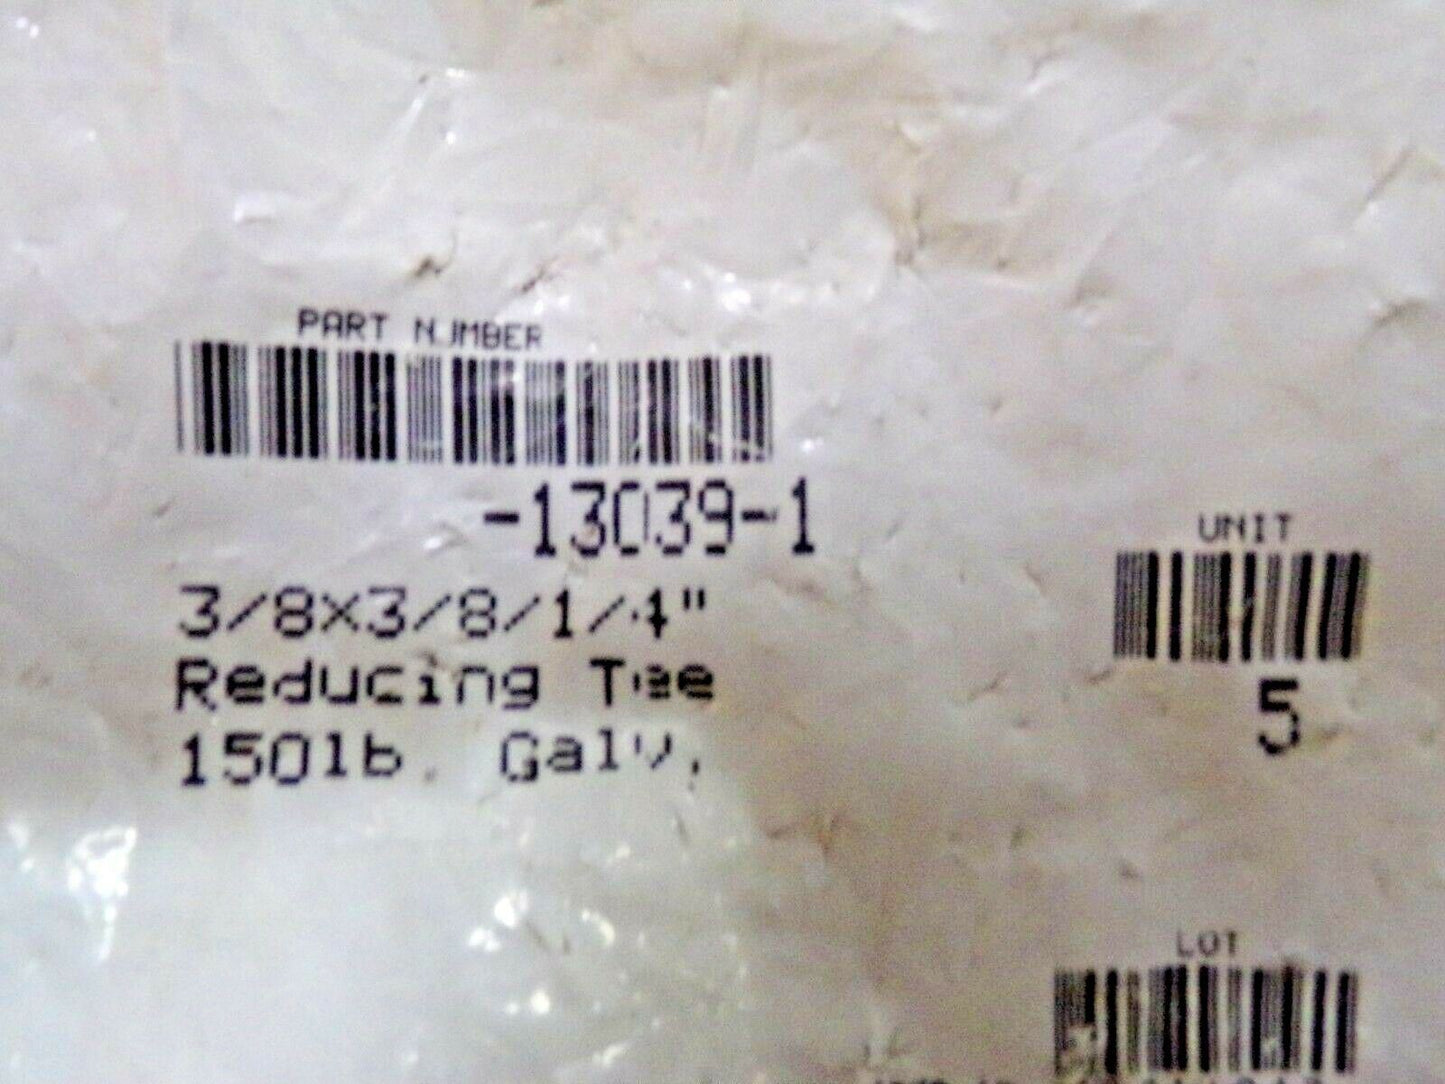 PART NUMBER
-13039-1
3/8x3/8/1/4"
Reducing Tee
150lb. Galv.
UNIT
5
LOT